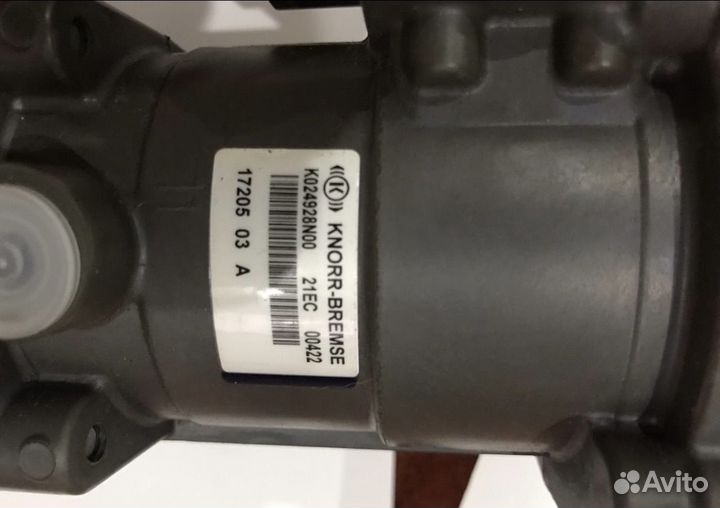 K KNORR-BREMSE
K024928N00 21EC 00422
17205 03 A
Avito